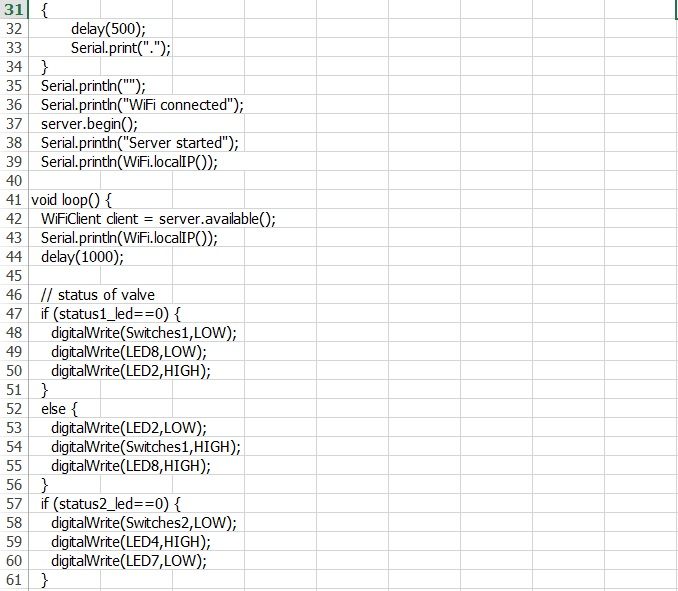 31 {
32 delay(500);
33 Serial.print(".");
34 }
35 Serial.println("");
36 Serial.println("WiFi connected");
37 server.begin();
38 Serial.println("Server started");
39 Serial.println(WiFi.localIP());
40
41 void loop() {
42 WiFiClient client = server.available();
43 Serial.println(WiFi.localIP());
44 delay(1000);
45
46 // status of valve
47 if (status1_led==0) {
48 digitalWrite(Switches1,LOW);
49 digitalWrite(LED8,LOW);
50 digitalWrite(LED2,HIGH);
51 }
52 else {
53 digitalWrite(LED2,LOW);
54 digitalWrite(Switches1,HIGH);
55 digitalWrite(LED8,HIGH);
56 }
57 if (status2_led==0) {
58 digitalWrite(Switches2,LOW);
59 digitalWrite(LED4,HIGH);
60 digitalWrite(LED7,LOW);
61 }